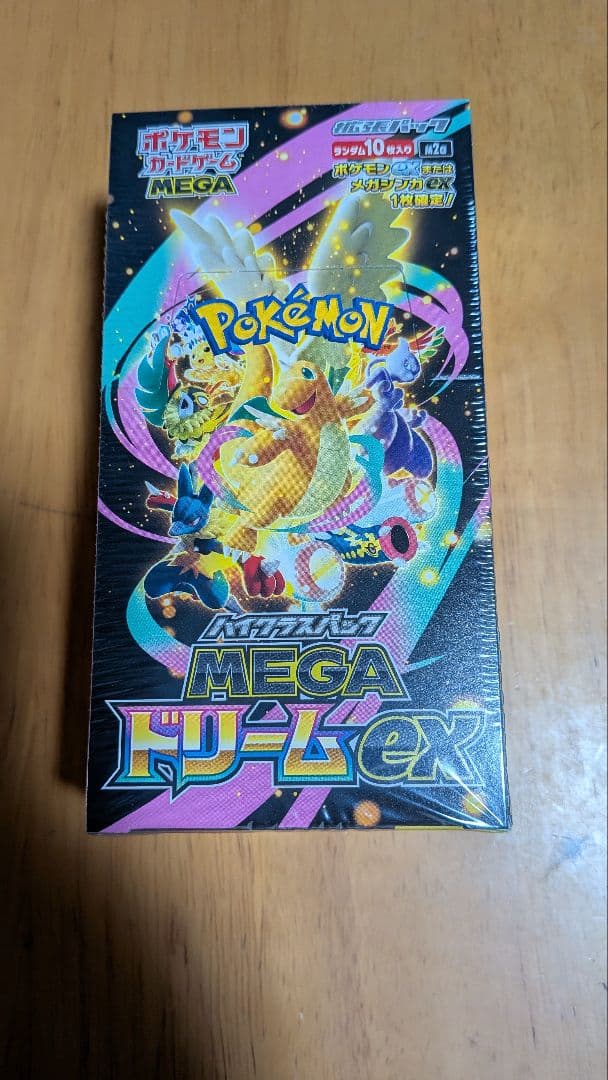 ポケモン
カードゲーム
MEGA
拡張パック
ランダム10枚入り M2a
ポケモンexまたは
メガシンカex
1枚確定!
POKéMON
ハイクラスパック
MEGA
ドリームex